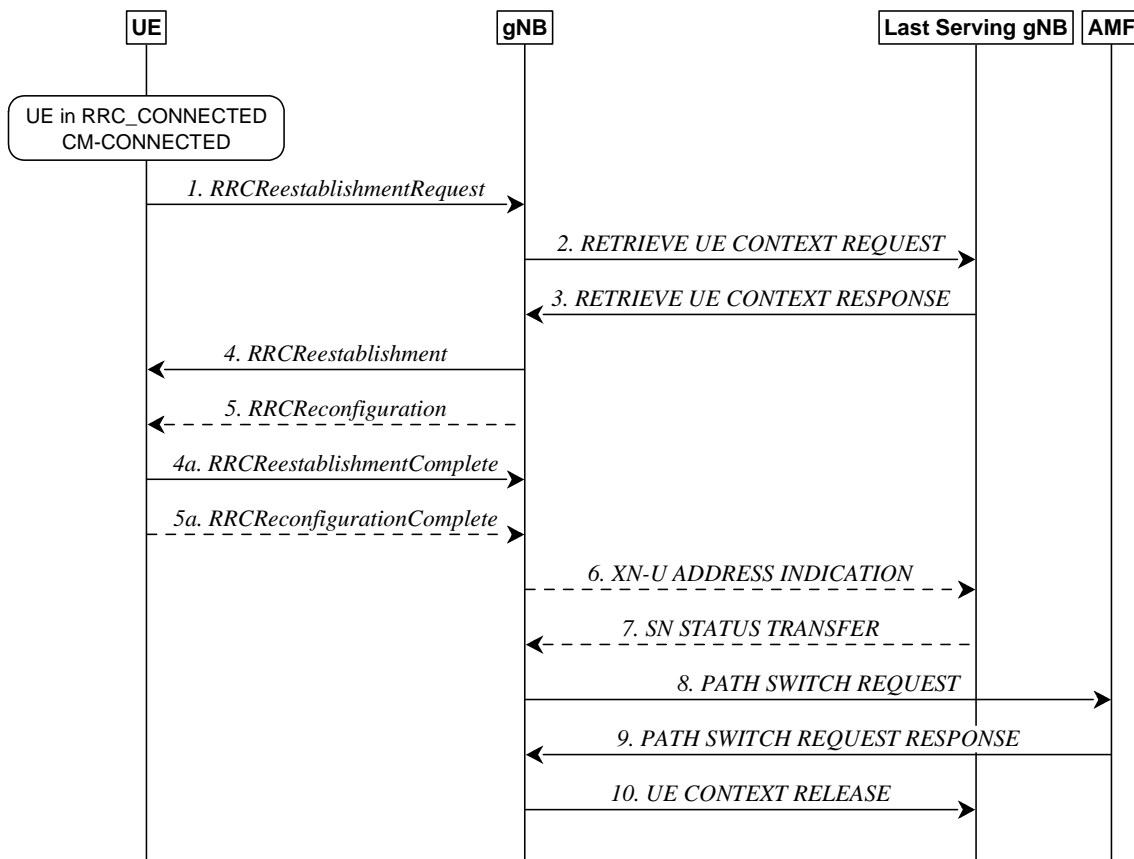 UE
gNB
Last Serving gNB
AMF
UE in RRC_CONNECTED
CM-CONNECTED
1. RRCReestablishmentRequest
2. RETRIEVE UE CONTEXT REQUEST
3. RETRIEVE UE CONTEXT RESPONSE
4. RRCReestablishment
5. RRCReconfiguration
4a. RRCReestablishmentComplete
5a. RRCReconfigurationComplete
6. XN-U ADDRESS INDICATION
7. SN STATUS TRANSFER
8. PATH SWITCH REQUEST
9. PATH SWITCH REQUEST RESPONSE
10. UE CONTEXT RELEASE